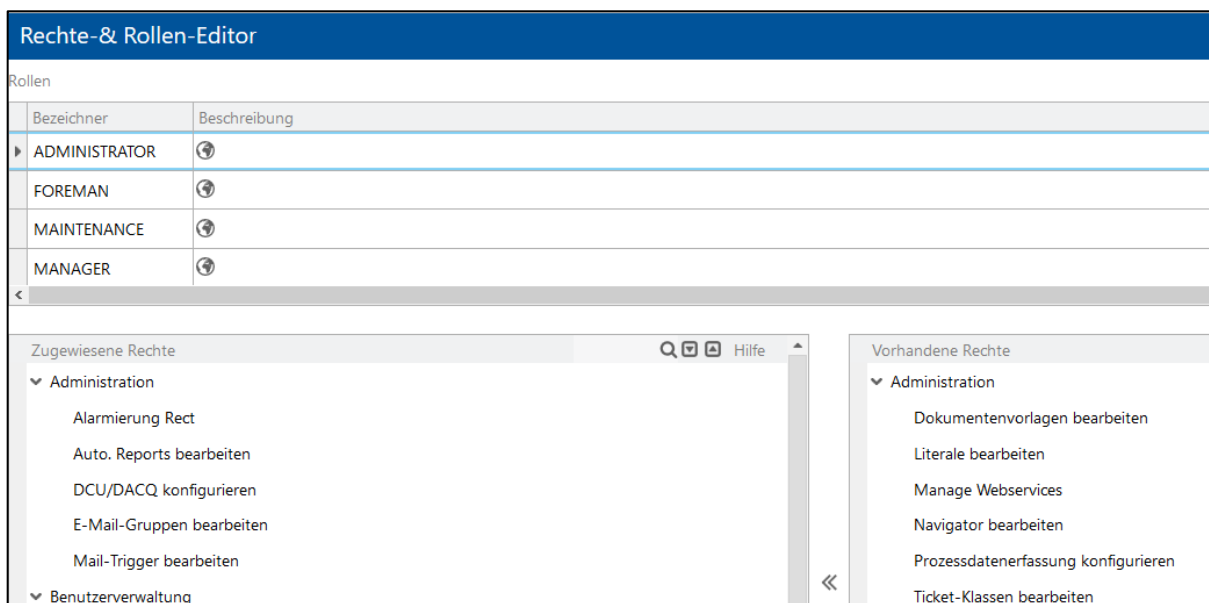 Rechte-& Rollen-Editor
Rollen
Bezeichner Beschreibung
ADMINISTRATOR
FOREMAN
MAINTENANCE
MANAGER
Zugewiesene Rechte Hilfe
Administration
Alarmierung Rect
Auto. Reports bearbeiten
DCU/DACQ konfigurieren
E-Mail-Gruppen bearbeiten
Mail-Trigger bearbeiten
Benutzerverwaltung
Vorhandene Rechte
Administration
Dokumentenvorlagen bearbeiten
Literale bearbeiten
Manage Webservices
Navigator bearbeiten
Prozessdatenerfassung konfigurieren
Ticket-Klassen bearbeiten